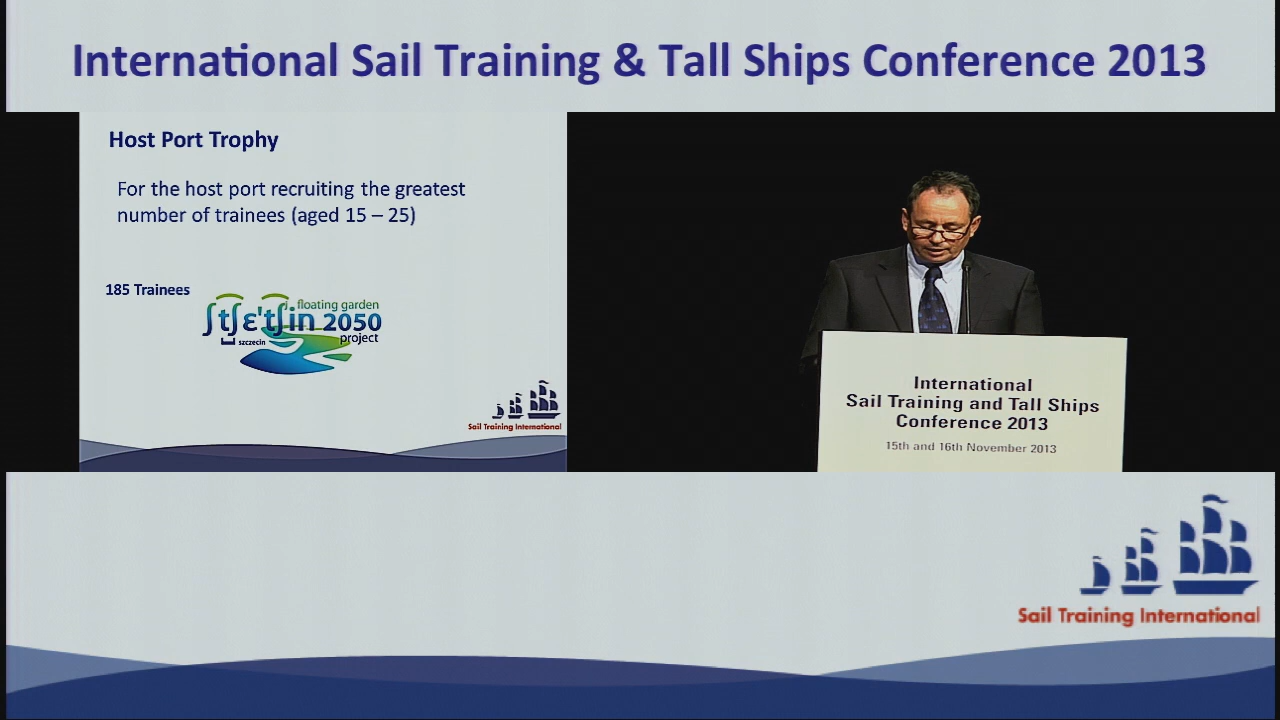 International Sail Training & Tall Ships Conference 2013
Host Port Trophy
For the host port recruiting the greatest
number of trainees (aged 15 – 25)
185 Trainees
floating garden
ʃtʃɛ'tʃin 2050
szczecin
project
Sail Training International
International
Sail Training and Tall Ships
Conference 2013
15th and 16th November 2013
Sail Training International